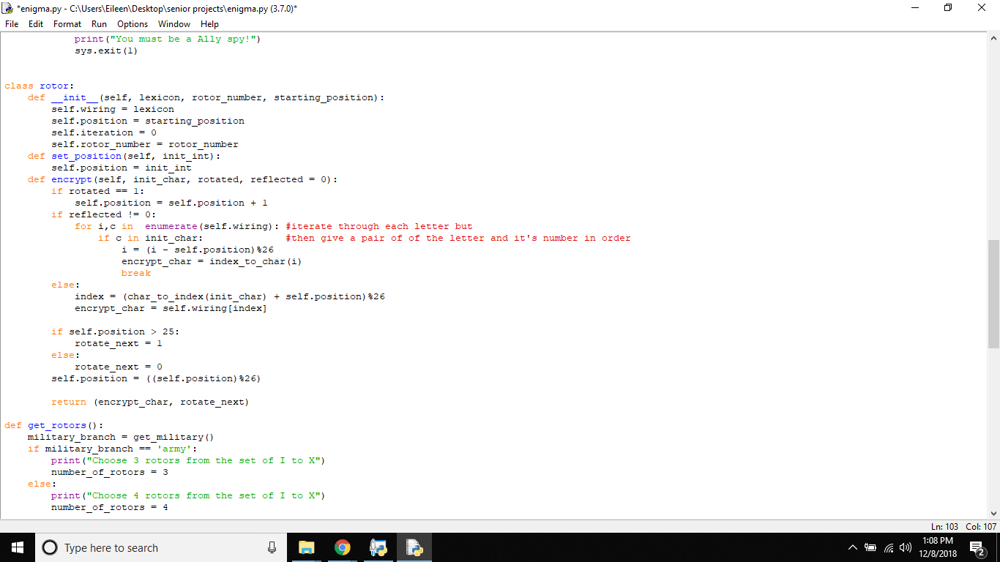 *enigma.py - C:\Users\Eileen\Desktop\senior projects\enigma.py (3.7.0)*
File Edit Format Run Options Window Help
            print("You must be a Ally spy!")
            sys.exit(1)
class rotor:
    def __init__(self, lexicon, rotor_number, starting_position):
        self.wiring = lexicon
        self.position = starting_position
        self.iteration = 0
        self.rotor_number = rotor_number
    def set_position(self, init_int):
        self.position = init_int
    def encrypt(self, init_char, rotated, reflected = 0):
        if rotated == 1:
            self.position = self.position + 1
        if reflected != 0:
            for i,c in  enumerate(self.wiring): #iterate through each letter but
                if c in init_char:              #then give a pair of of the letter and it's number in order
                    i = (i - self.position)%26
                    encrypt_char = index_to_char(i)
                    break
        else:
            index = (char_to_index(init_char) + self.position)%26
            encrypt_char = self.wiring[index]
        if self.position > 25:
            rotate_next = 1
        else:
            rotate_next = 0
        self.position = ((self.position)%26)
        return (encrypt_char, rotate_next)
def get_rotors():
    military_branch = get_military()
    if military_branch == 'army':
        print("Choose 3 rotors from the set of I to X")
        number_of_rotors = 3
    else:
        print("Choose 4 rotors from the set of I to X")
        number_of_rotors = 4
Ln: 103 Col: 107
Type here to search
1:08 PM
12/8/2018
2